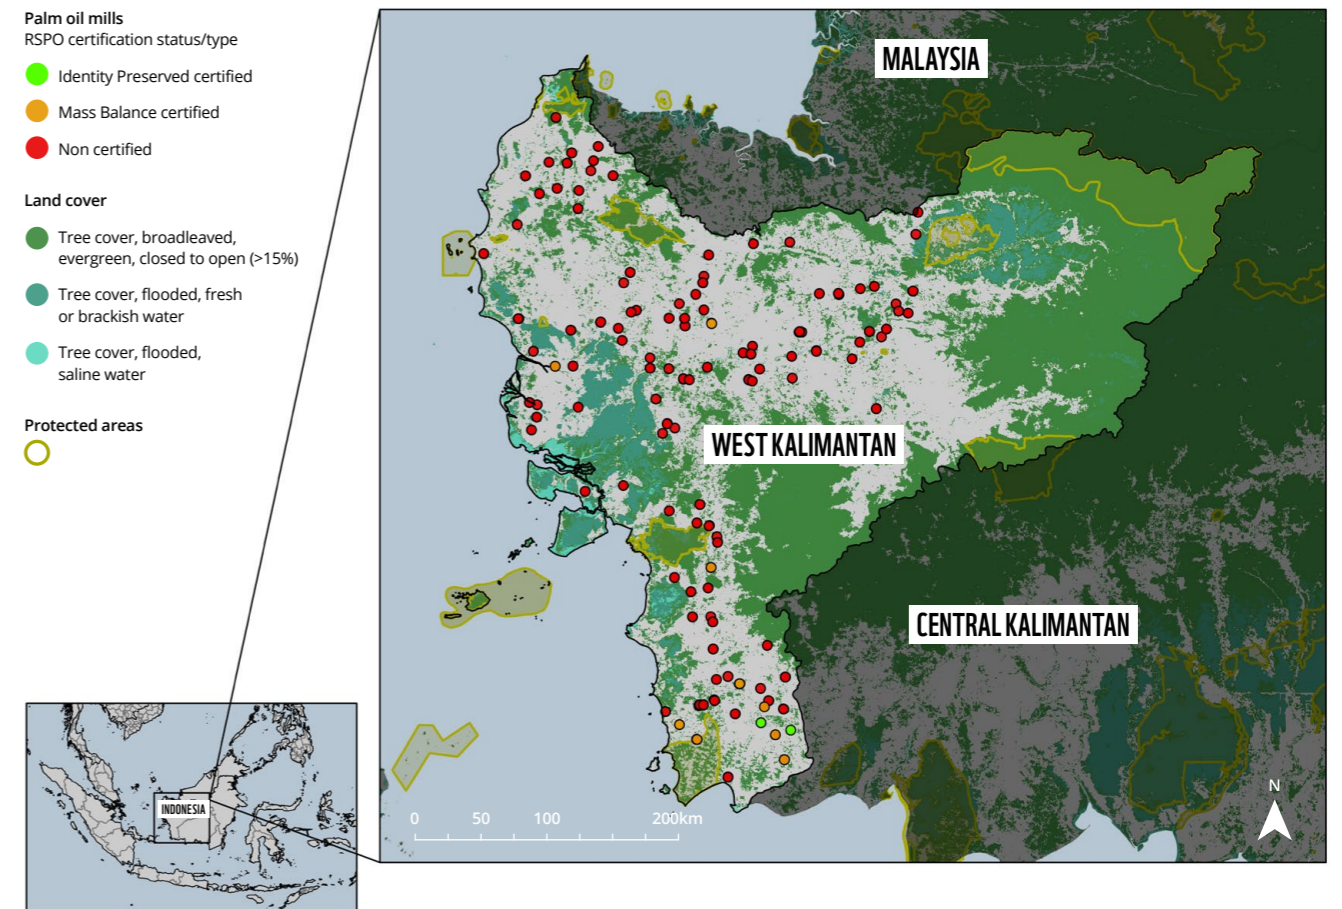 Palm oil mills
RSPO certification status/type
Identity Preserved certified
Mass Balance certified
Non certified
Land cover
Tree cover, broadleaved,
evergreen, closed to open (>15%)
Tree cover, flooded, fresh
or brackish water
Tree cover, flooded,
saline water
Protected areas
MALAYSIA
WEST KALIMANTAN
CENTRAL KALIMANTAN
0 50 100 200km
N
INDONESIA